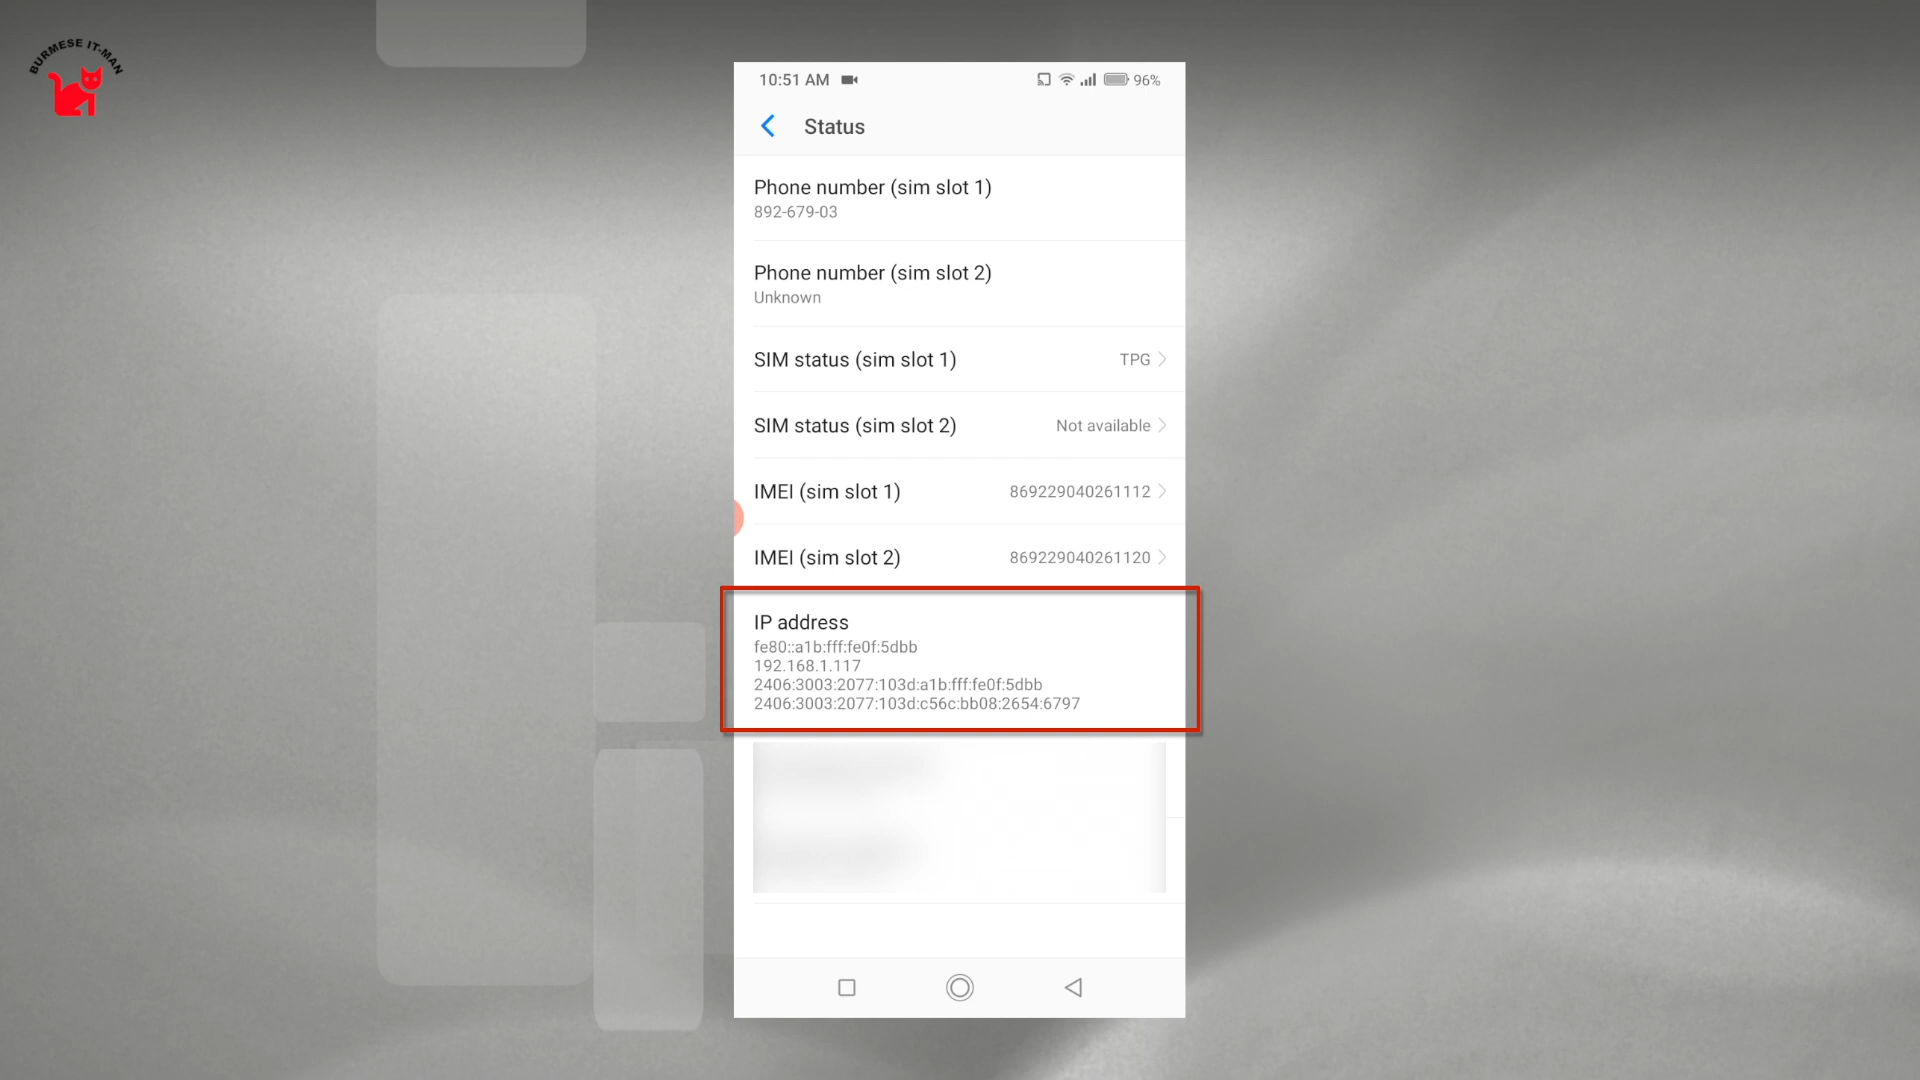 BURMESE IT-MAN
10:51 AM 96%
Status
Phone number (sim slot 1)
892-679-03
Phone number (sim slot 2)
Unknown
SIM status (sim slot 1) TPG
SIM status (sim slot 2) Not available
IMEI (sim slot 1) 869229040261112
IMEI (sim slot 2) 869229040261120
IP address
fe80::a1b:fff:fe0f:5dbb
192.168.1.117
2406:3003:2077:103d:a1b:fff:fe0f:5dbb
2406:3003:2077:103d:c56c:bb08:2654:6797